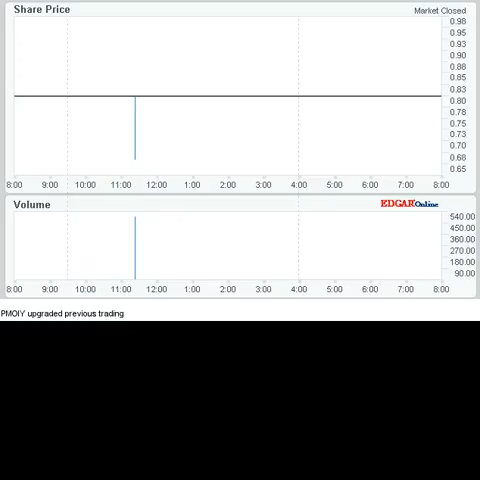 Share Price
Market Closed
0.98
0.95
0.93
0.90
0.88
0.85
0.83
0.80
0.78
0.75
0.73
0.70
0.68
0.65
8:00 9:00 10:00 11:00 12:00 1:00 2:00 3:00 4:00 5:00 6:00 7:00 8:00
Volume
EDGAR Online
540.00
450.00
360.00
270.00
180.00
90.00
8:00 9:00 10:00 11:00 12:00 1:00 2:00 3:00 4:00 5:00 6:00 7:00 8:00
PMOIY upgraded previous trading